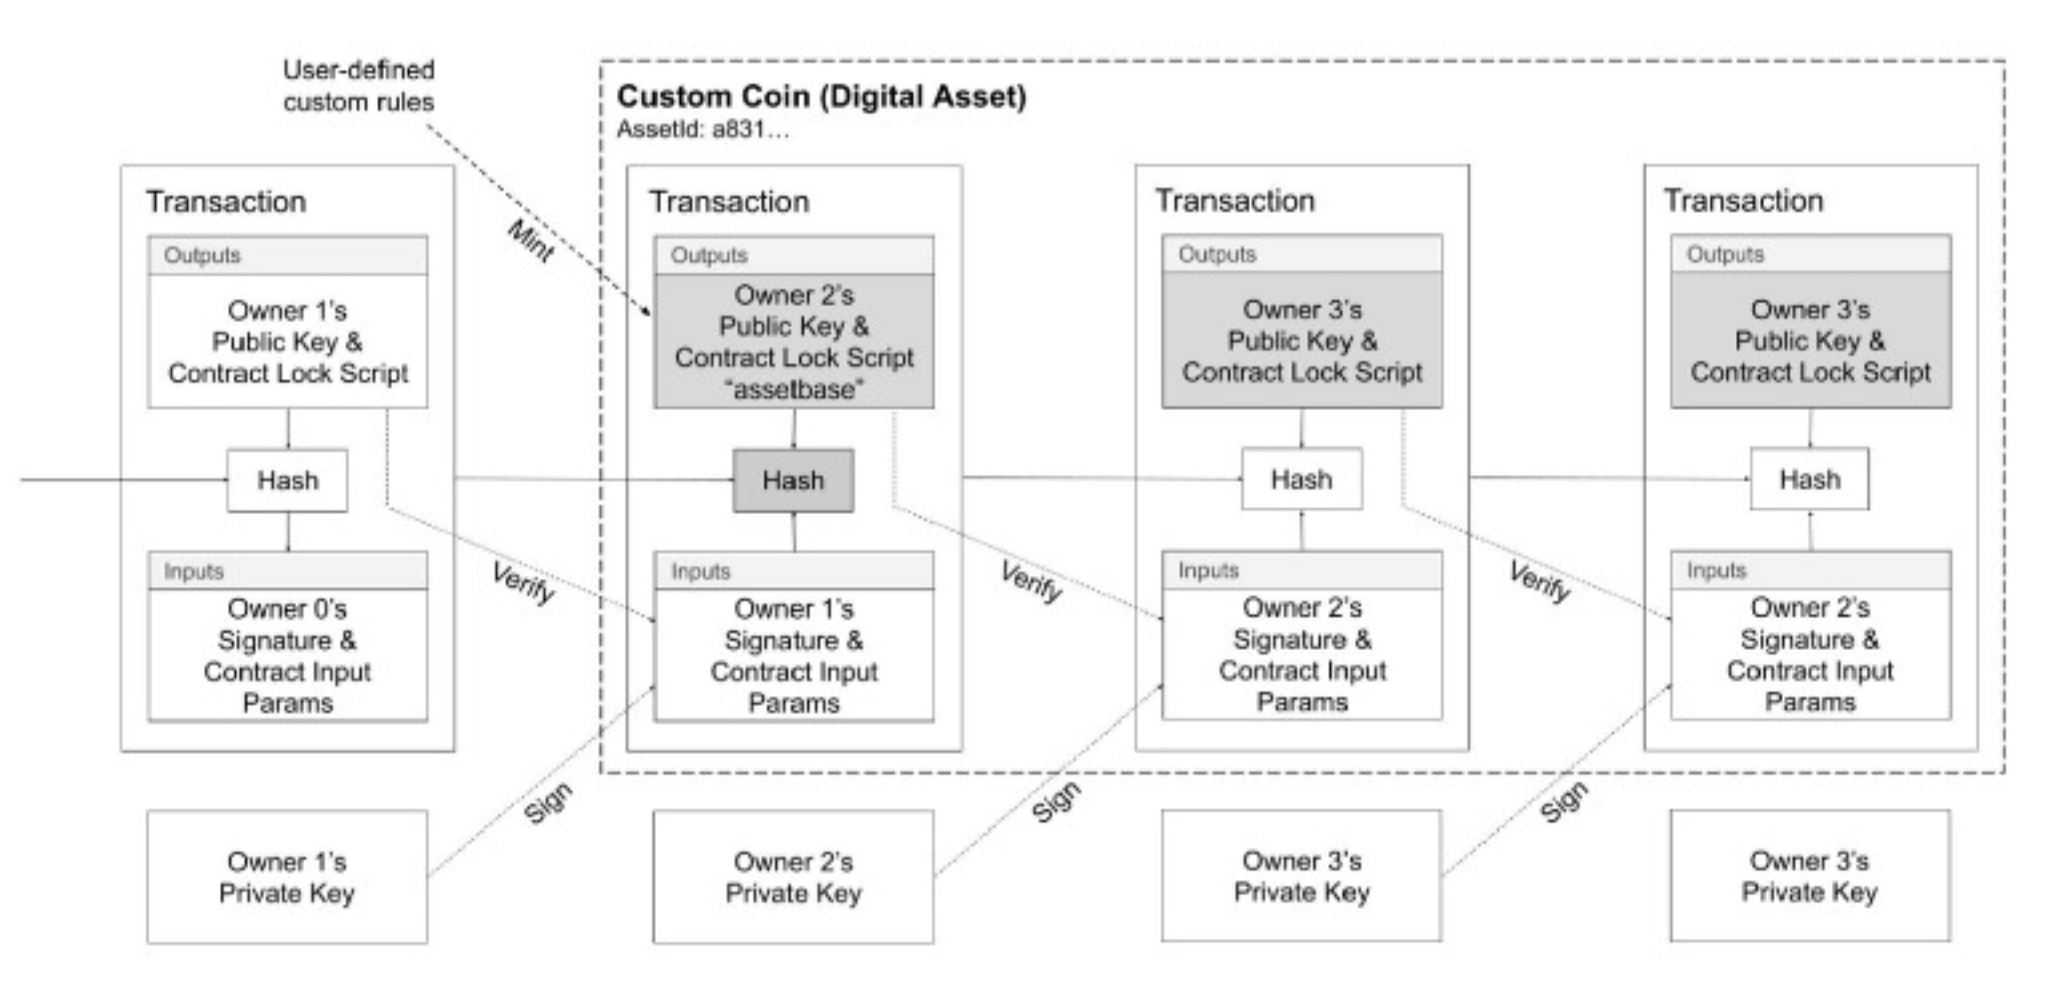 User-defined
custom rules
Custom Coin (Digital Asset)
AssetId: a831...
Mint
Transaction
Outputs
Owner 1's
Public Key &
Contract Lock Script
Hash
Inputs
Owner 0's
Signature &
Contract Input
Params
Transaction
Outputs
Owner 2's
Public Key &
Contract Lock Script
"assetbase"
Hash
Inputs
Owner 1's
Signature &
Contract Input
Params
Transaction
Outputs
Owner 3's
Public Key &
Contract Lock Script
Hash
Inputs
Owner 2's
Signature &
Contract Input
Params
Transaction
Outputs
Owner 3's
Public Key &
Contract Lock Script
Hash
Inputs
Owner 2's
Signature &
Contract Input
Params
Verify
Verify
Verify
Sign
Sign
Sign
Owner 1's
Private Key
Owner 2's
Private Key
Owner 3's
Private Key
Owner 3's
Private Key